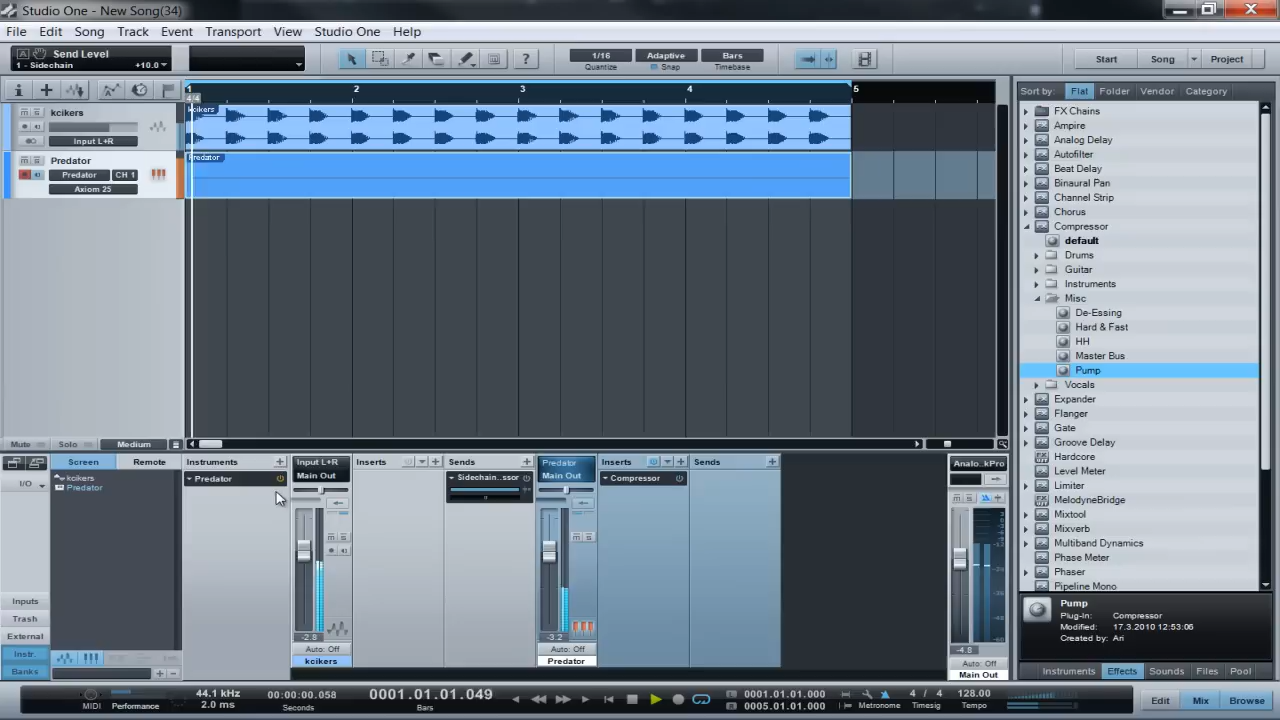 Studio One - New Song(34)
File Edit Song Track Event Transport View Studio One Help
Send Level
1 - Sidechain +10.0
1/16 Quantize
Adaptive Snap
Bars Timebase
Start Song Project
Sort by: Flat Folder Vendor Category
1 2 3 4 5
4/4
kcikers
Input L+R
kcikers
Predator
Predator CH 1
Axiom 25
Predator
FX Chains
Ampire
Analog Delay
Autofilter
Beat Delay
Binaural Pan
Channel Strip
Chorus
Compressor
default
Drums
Guitar
Instruments
Misc
De-Essing
Hard & Fast
HH
Master Bus
Pump
Vocals
Expander
Flanger
Gate
Groove Delay
Hardcore
Level Meter
Limiter
MelodyneBridge
Mixtool
Mixverb
Multiband Dynamics
Phase Meter
Phaser
Pipeline Mono
Mute Solo Medium
Screen Remote
I/O
kcikers
Predator
Inputs
Trash
External
Instr.
Banks
Instruments
Predator
Input L+R
Main Out
-2.8
Auto: Off
kcikers
Inserts
Sends
Sidechain..ssor
Predator
Main Out
-3.2
Auto: Off
Predator
Inserts
Compressor
Sends
Analo..kPro
-4.8
Auto: Off
Main Out
Pump
Plug-In: Compressor
Modified: 17.3.2010 12:53:06
Created by: Ari
Instruments Effects Sounds Files Pool
MIDI Performance
44.1 kHz
2.0 ms
00:00:00.058
Seconds
0001.01.01.049
Bars
L 0001.01.01.000
R 0005.01.01.000
Metronome
4 / 4
Timesig
128.00
Tempo
Edit Mix Browse